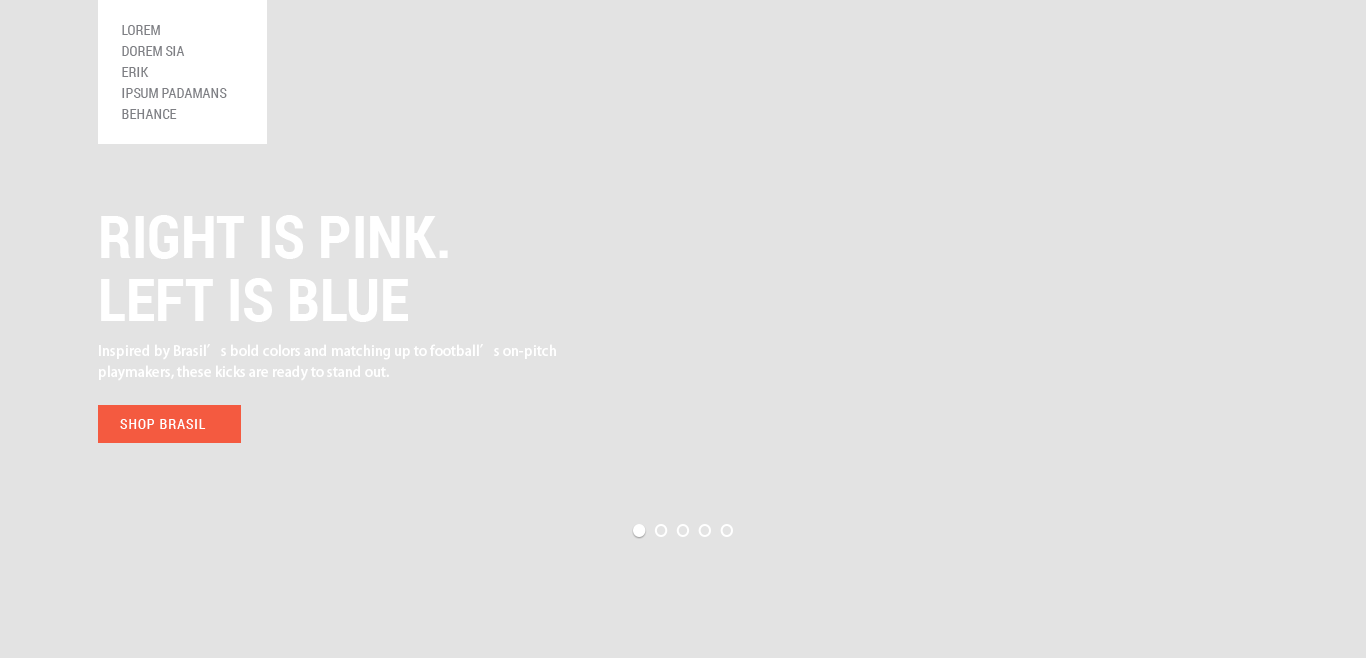 LOREM
DOREM SIA
ERIK
IPSUM PADAMANS
BEHANCE
RIGHT IS PINK.
LEFT IS BLUE
Inspired by Brasil′ s bold colors and matching up to football′ s on-pitch
playmakers, these kicks are ready to stand out.
SHOP BRASIL